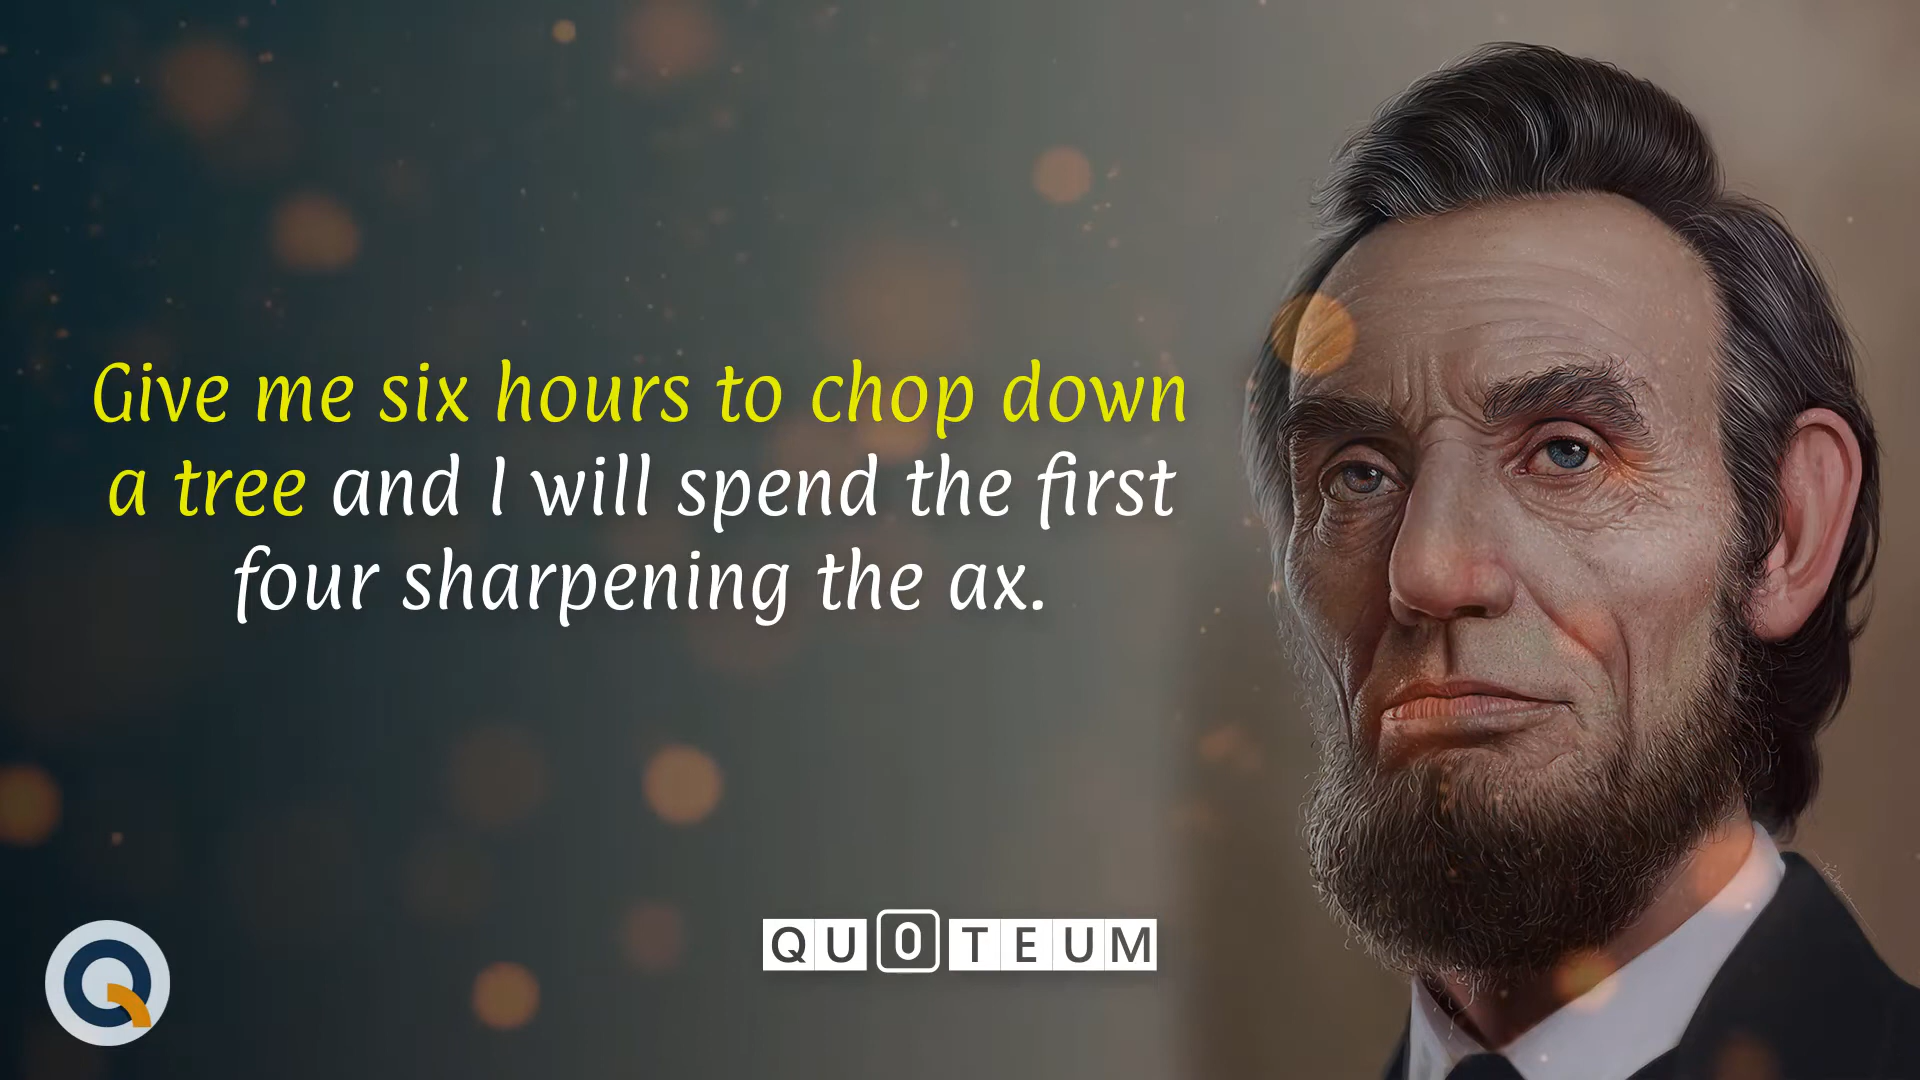 Give me six hours to chop down
a tree and I will spend the first
four sharpening the ax.
QUOTEUM